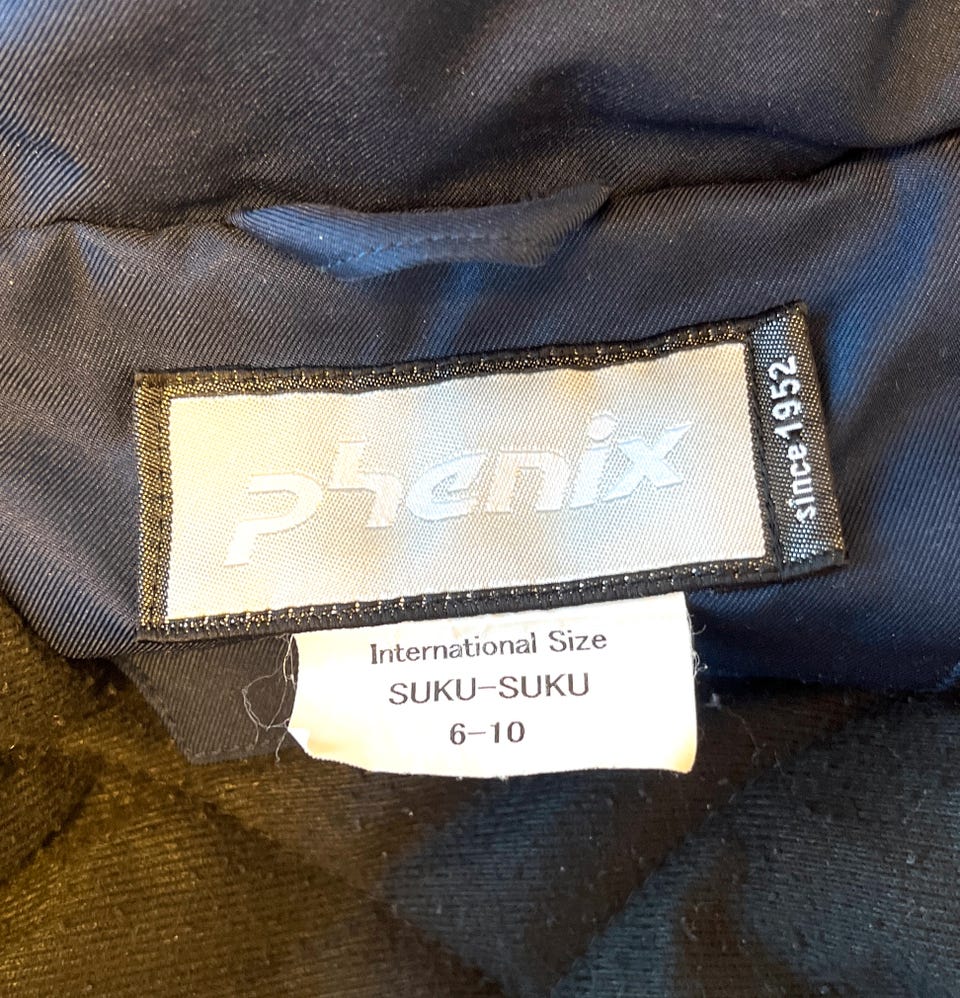 phenix
since 1952
International Size
SUKU-SUKU
6-10